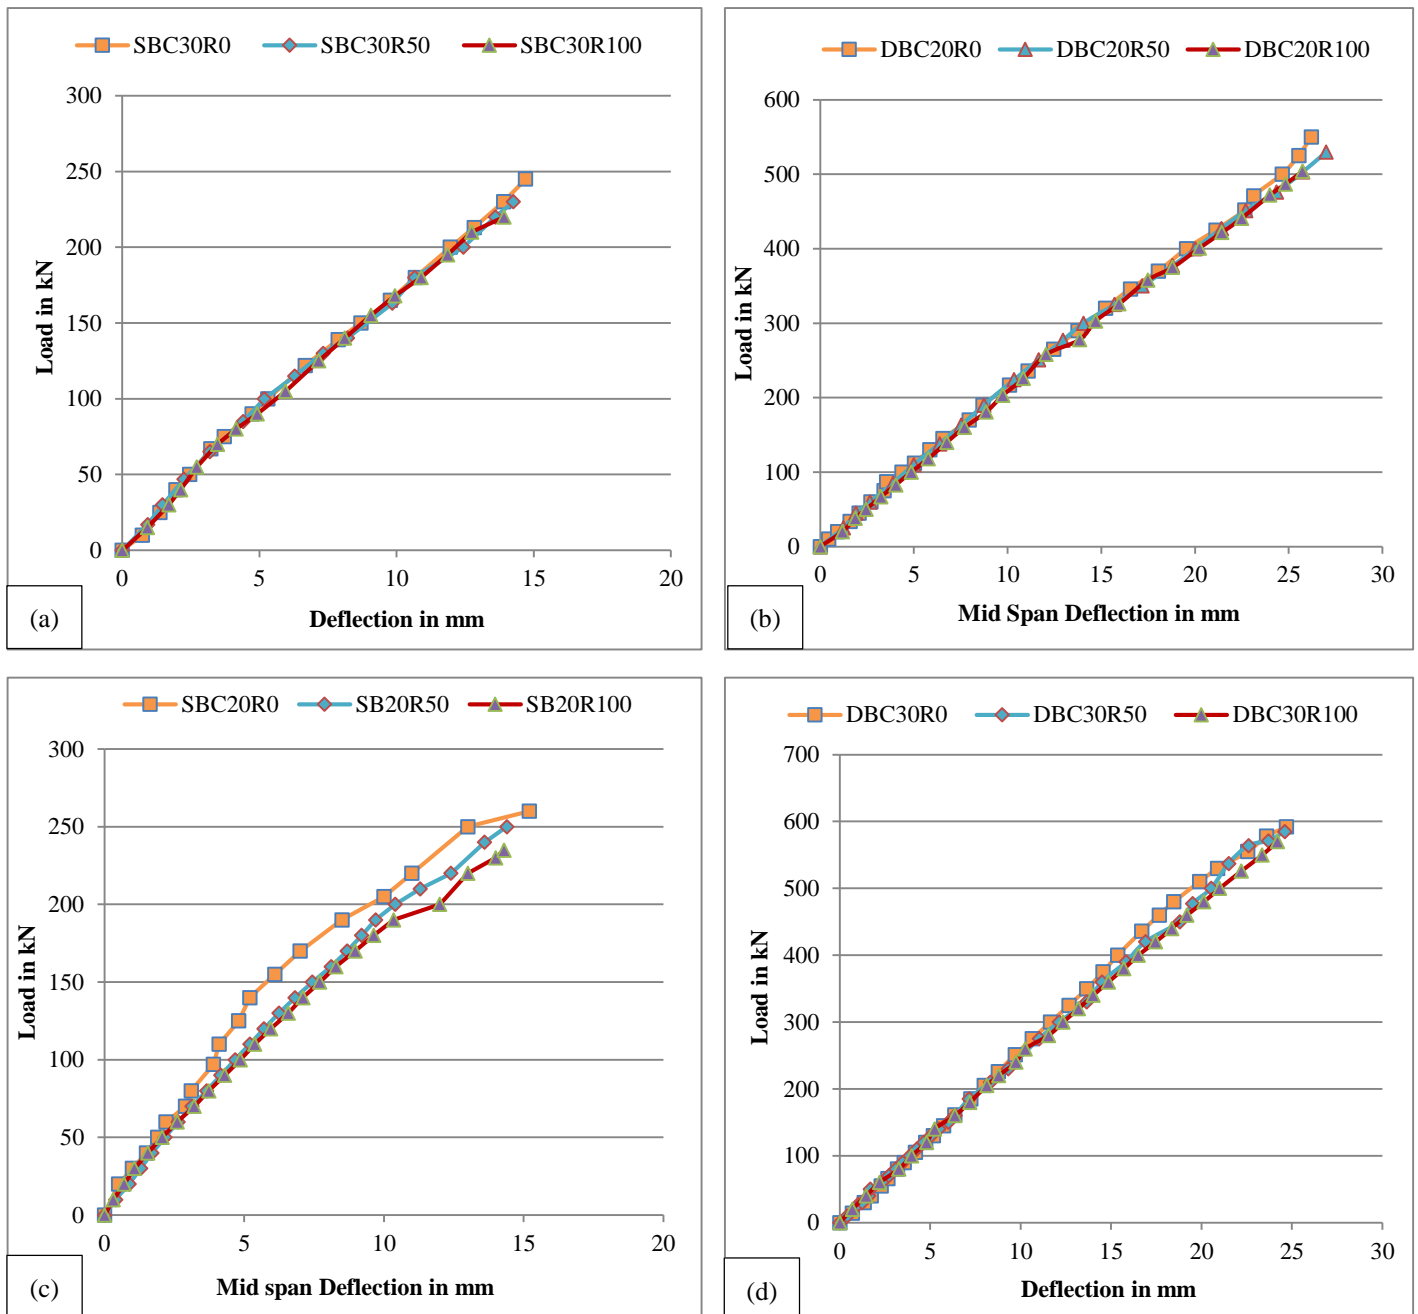 SBC30R0 SBC30R50 SBC30R100
300
250
200
150
100
50
0
0 5 10 15 20
Load in kN
Deflection in mm
(a)
DBC20R0 DBC20R50 DBC20R100
600
500
400
300
200
100
0
0 5 10 15 20 25 30
Load in kN
Mid Span Deflection in mm
(b)
SBC20R0 SB20R50 SB20R100
300
250
200
150
100
50
0
0 5 10 15 20
Load in kN
Mid span Deflection in mm
(c)
DBC30R0 DBC30R50 DBC30R100
700
600
500
400
300
200
100
0
0 5 10 15 20 25 30
Load in kN
Deflection in mm
(d)